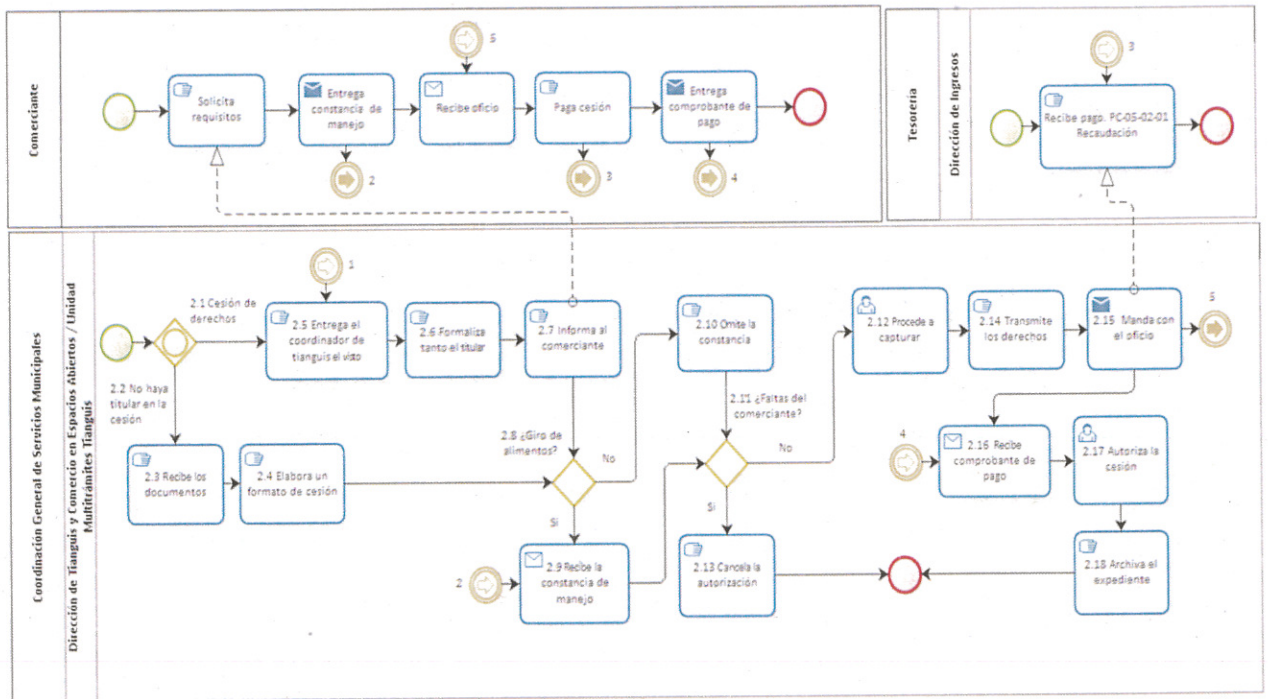 Comerciante
Solicita
requisitos
Entrega
constancia de
manejo
2
5
Recibe oficio
Paga cesión
3
Entrega
comprobante de
pago
4
Tesorería
Dirección de Ingresos
3
Recibe pago. PC-05-02-01
Recaudación
Coordinación General de Servicios Municipales
Dirección de Tianguis y Comercio en Espacios Abiertos / Unidad
Multitrámites Tianguis
2.1 Cesión de
derechos
2.2 No haya
titular en la
cesión
1
2.5 Entrega el
coordinador de
tianguis el visto
2.6 Formaliza
tanto el titular
2.7 Informa al
comerciante
2.3 Recibe los
documentos
2.4 Elabora un
formato de cesión
2.8 ¿Giro de
alimentos?
No
Si
2
2.9 Recibe la
constancia de
manejo
2.10 Omite la
constancia
2.11 ¿Faltas del
comerciante?
No
Si
2.13 Cancela la
autorización
2.12 Procede a
capturar
2.14 Transmite
los derechos
2.15 Manda con
el oficio
5
4
2.16 Recibe
comprobante de
pago
2.17 Autoriza la
cesión
2.18 Archiva el
expediente